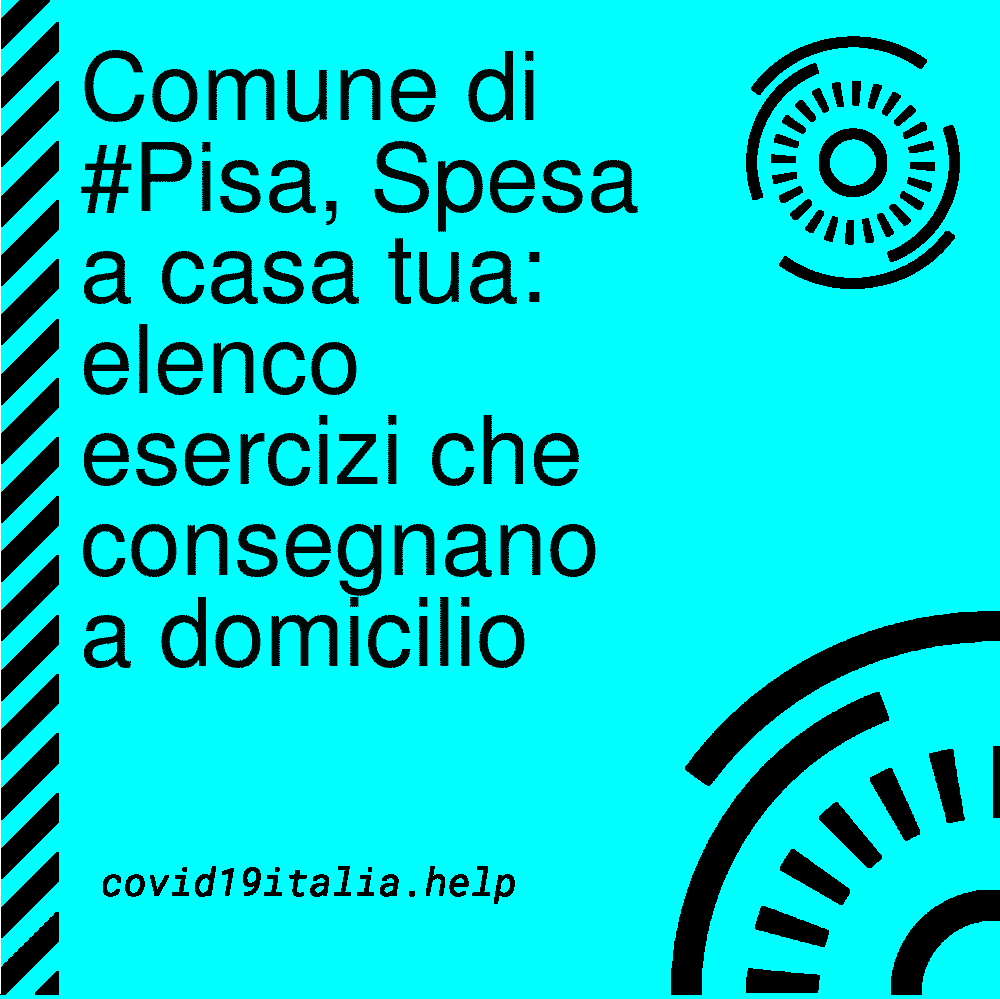 Comune di
#Pisa, Spesa
a casa tua:
elenco
esercizi che
consegnano
a domicilio
covid19italia.help